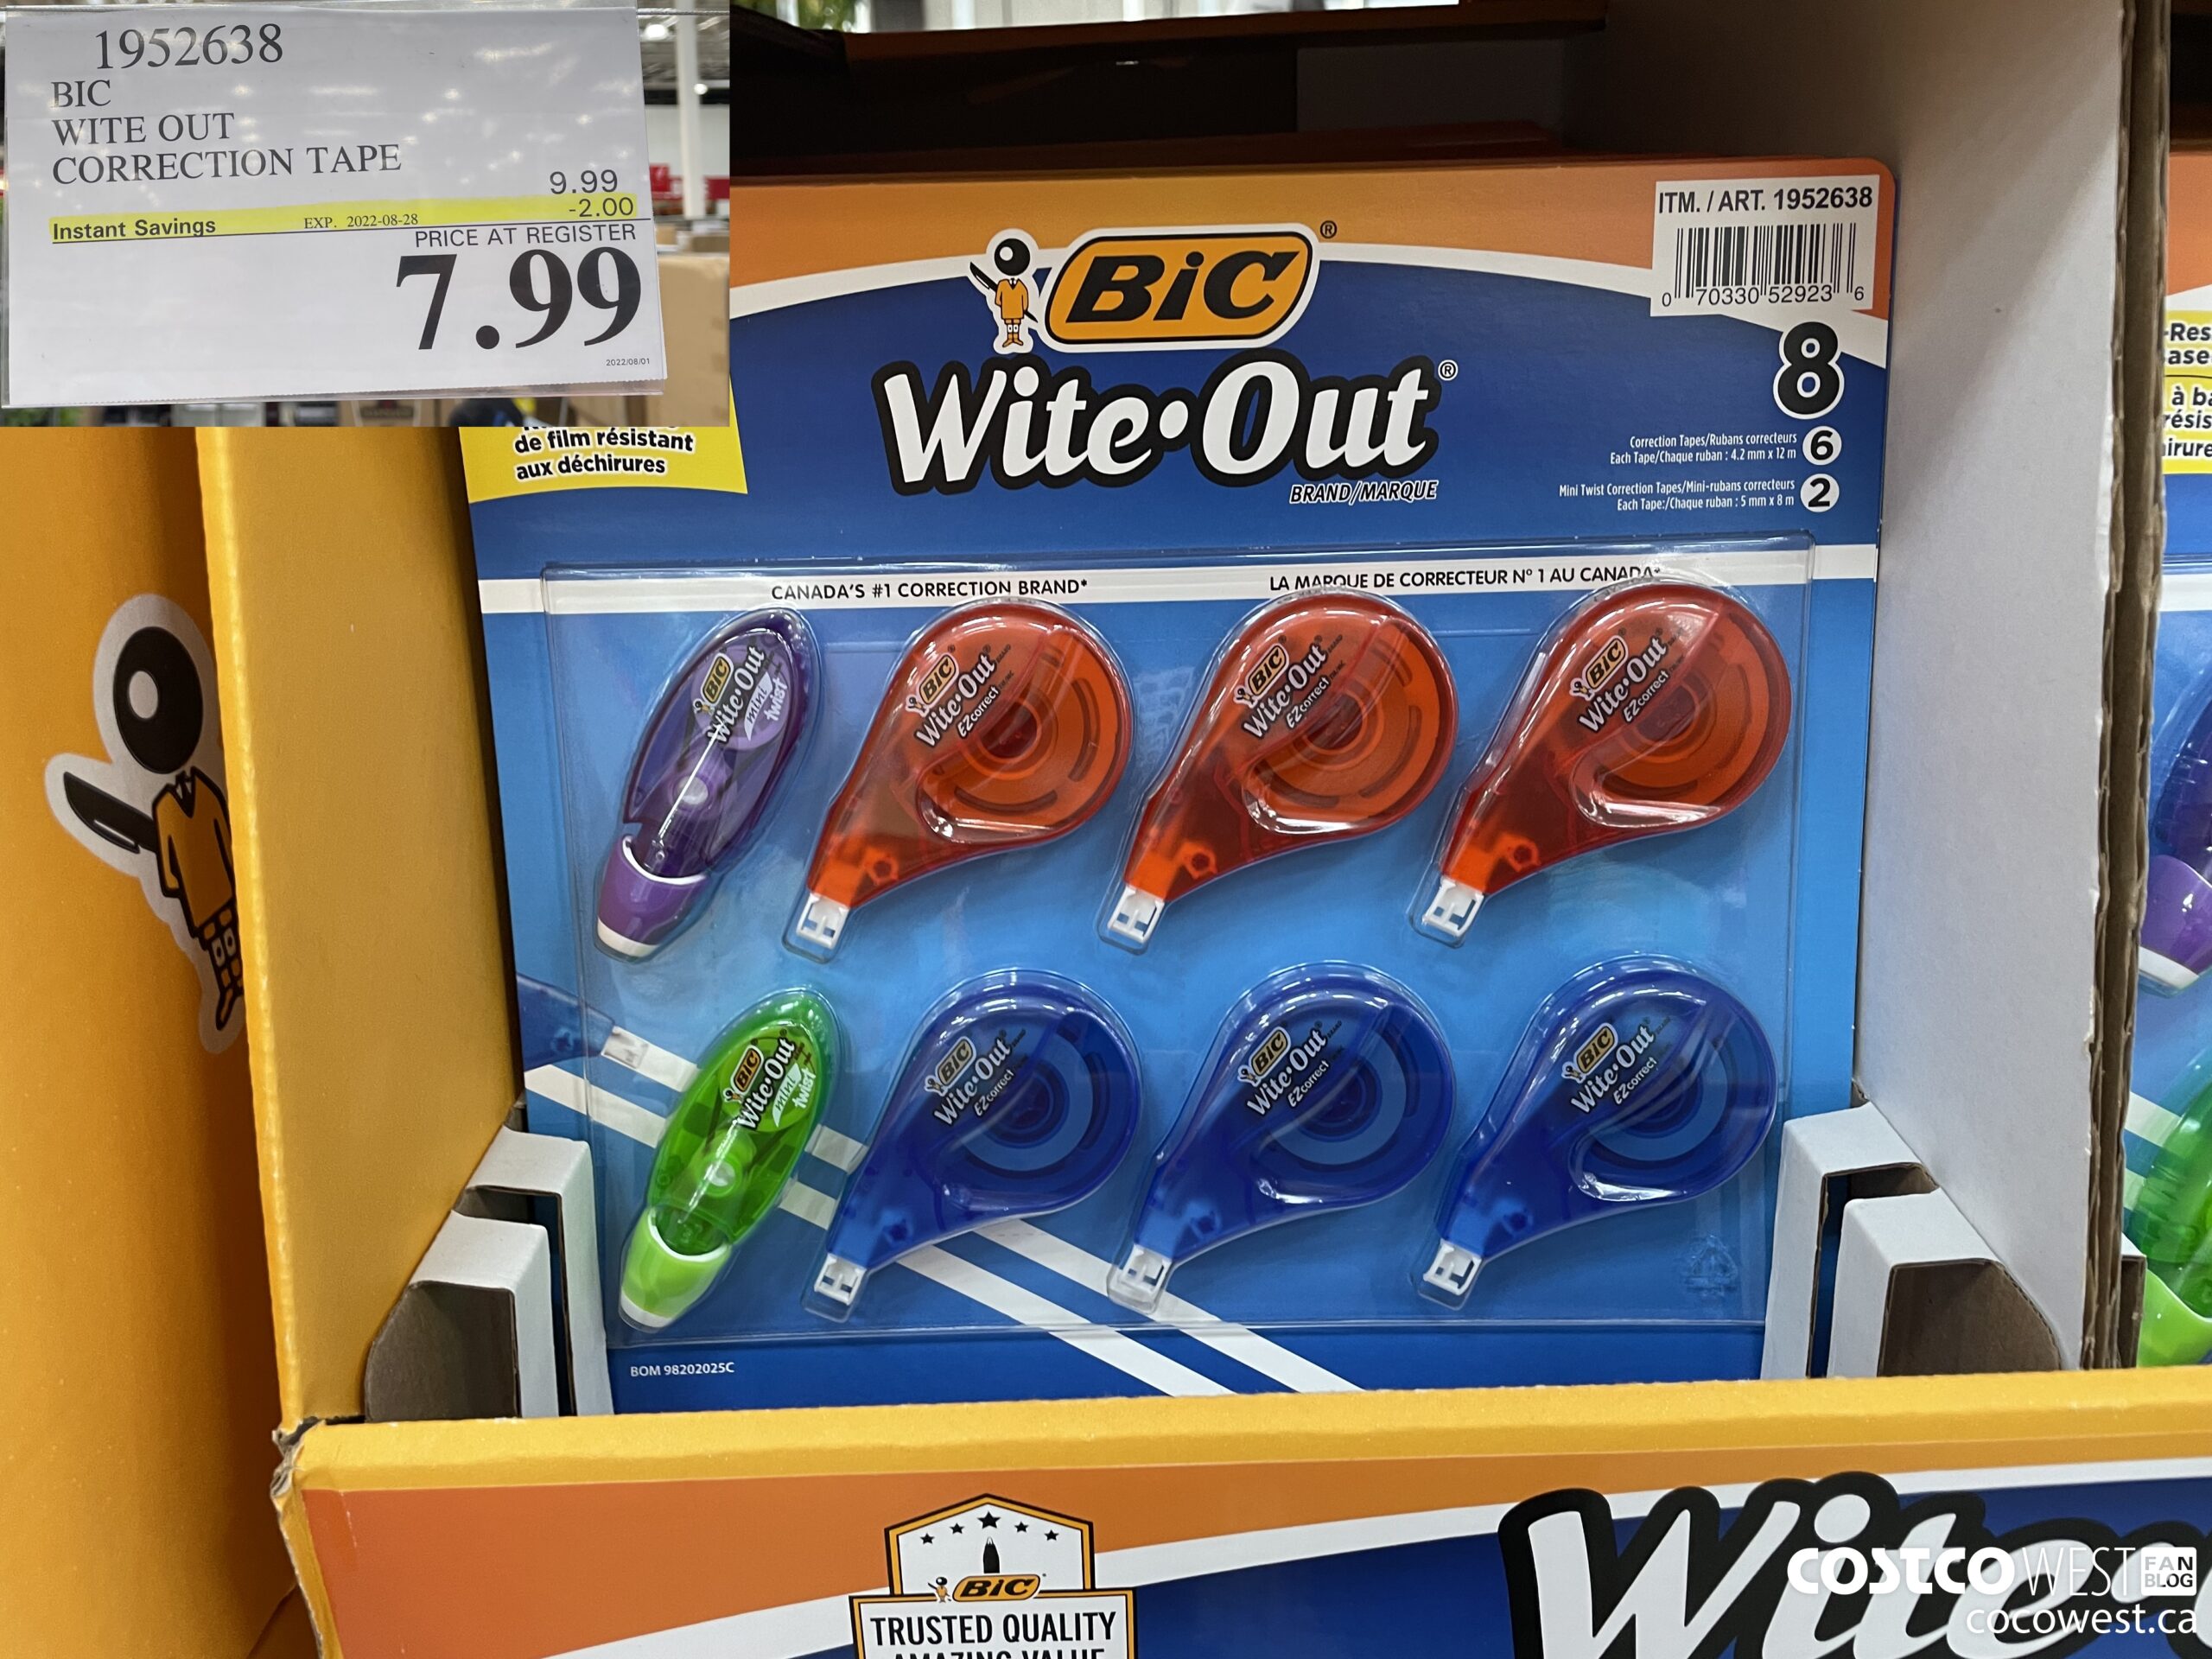 1952638
BIC
WITE OUT
CORRECTION TAPE
9.99
-2.00
Instant Savings EXP. 2022-08-28
PRICE AT REGISTER
7.99
2022/08/01
de film résistant
aux déchirures
BIC®
Wite•Out®
BRAND/MARQUE
ITM. / ART. 1952638
0 70330 52923 6
8
Correction Tapes/Rubans correcteurs
Each Tape/Chaque ruban : 4.2 mm x 12 m
6
Mini Twist Correction Tapes/Mini-rubans correcteurs
Each Tape:/Chaque ruban : 5 mm x 8 m
2
CANADA'S #1 CORRECTION BRAND*
LA MARQUE DE CORRECTEUR Nº 1 AU CANADA*
BIC
Wite•Out
mini
twist
BIC
Wite•Out
EZcorrect
BIC
Wite•Out
EZcorrect
BIC
Wite•Out
EZcorrect
BIC
Wite•Out
mini
twist
BIC
Wite•Out
EZcorrect
BIC
Wite•Out
EZcorrect
BIC
Wite•Out
EZcorrect
BOM 98202025C
BIC
TRUSTED QUALITY
AMAZING VALUE
Wite
COSTCO WEST FAN BLOG
cocowest.ca